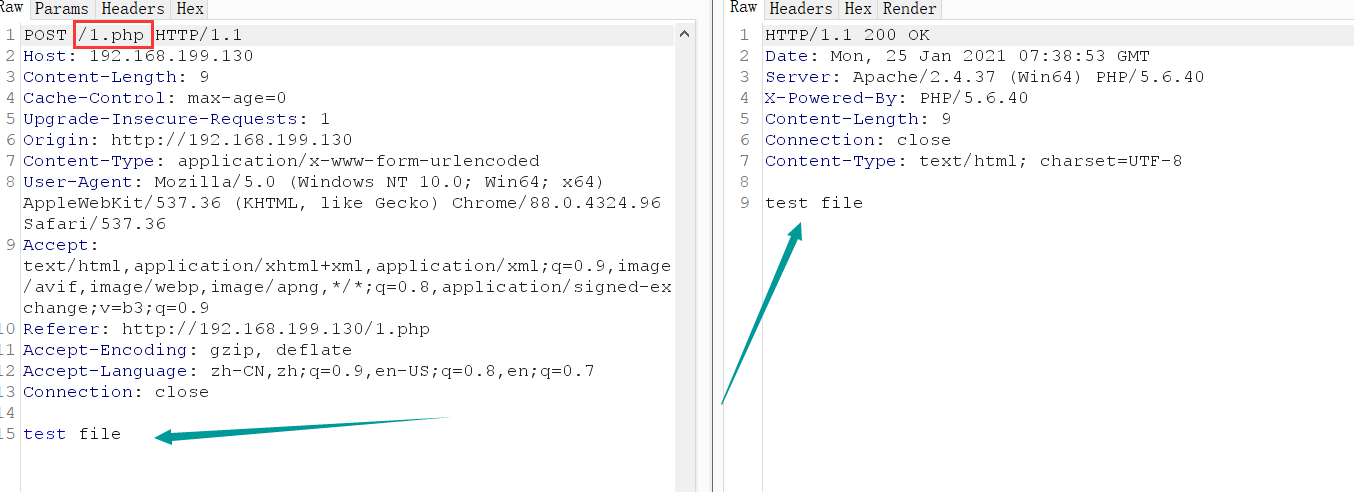 Raw Params Headers Hex
1 POST /1.php HTTP/1.1
2 Host: 192.168.199.130
3 Content-Length: 9
4 Cache-Control: max-age=0
5 Upgrade-Insecure-Requests: 1
6 Origin: http://192.168.199.130
7 Content-Type: application/x-www-form-urlencoded
8 User-Agent: Mozilla/5.0 (Windows NT 10.0; Win64; x64)
AppleWebKit/537.36 (KHTML, like Gecko) Chrome/88.0.4324.96
Safari/537.36
9 Accept:
text/html,application/xhtml+xml,application/xml;q=0.9,image
/avif,image/webp,image/apng,*/*;q=0.8,application/signed-ex
change;v=b3;q=0.9
10 Referer: http://192.168.199.130/1.php
11 Accept-Encoding: gzip, deflate
12 Accept-Language: zh-CN,zh;q=0.9,en-US;q=0.8,en;q=0.7
13 Connection: close
14
15 test file
Raw Headers Hex Render
1 HTTP/1.1 200 OK
2 Date: Mon, 25 Jan 2021 07:38:53 GMT
3 Server: Apache/2.4.37 (Win64) PHP/5.6.40
4 X-Powered-By: PHP/5.6.40
5 Content-Length: 9
6 Connection: close
7 Content-Type: text/html; charset=UTF-8
8
9 test file